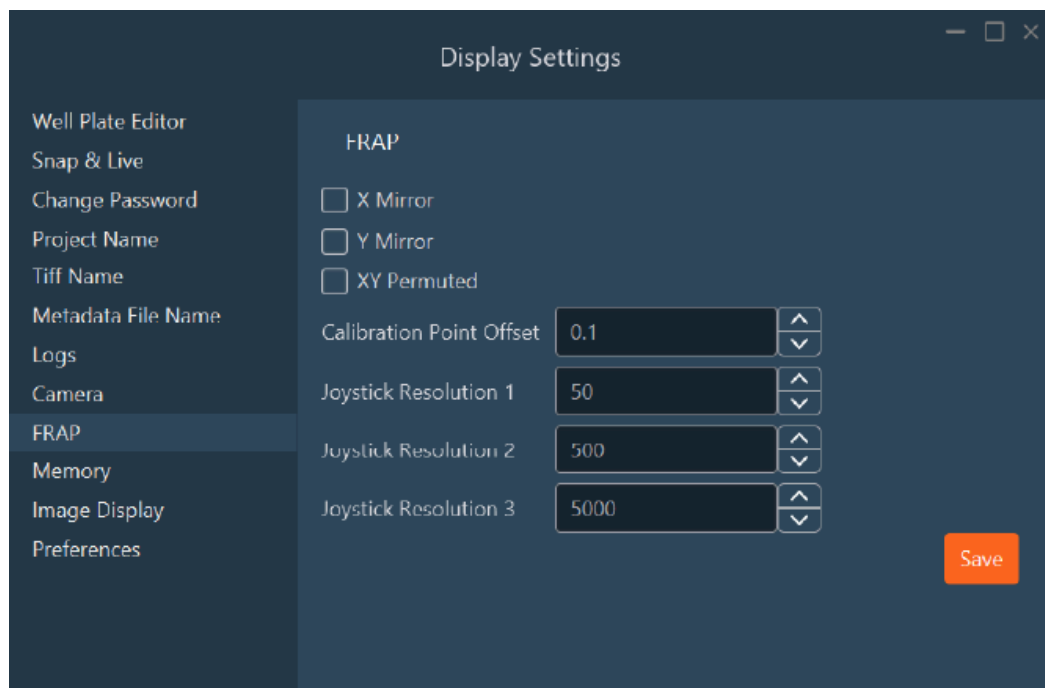 Display Settings
Well Plate Editor
Snap & Live
Change Password
Project Name
Tiff Name
Metadata File Name
Logs
Camera
FRAP
Memory
Image Display
Preferences
FRAP
X Mirror
Y Mirror
XY Permuted
Calibration Point Offset 0.1
Joystick Resolution 1 50
Joystick Resolution 2 500
Joystick Resolution 3 5000
Save